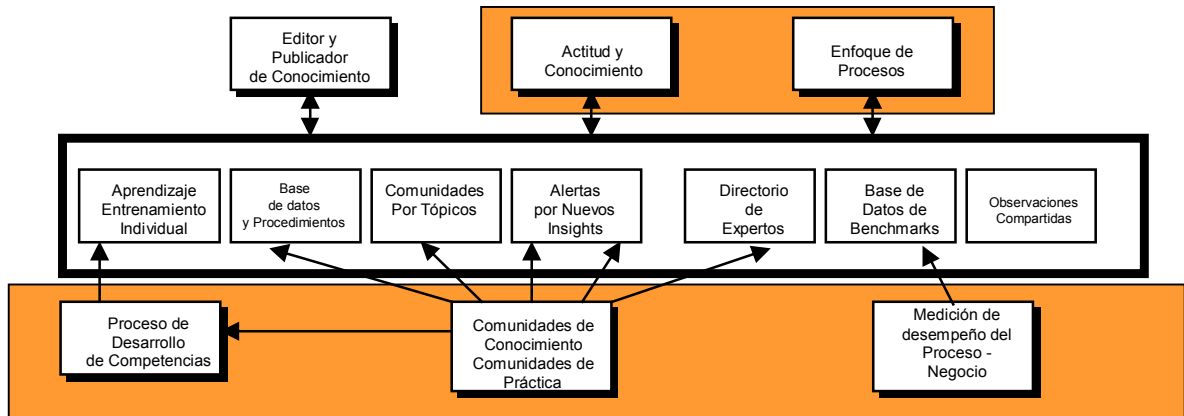 Editor y
Publicador
de Conocimiento
Actitud y
Conocimiento
Enfoque de
Procesos
Aprendizaje
Entrenamiento
Individual
Base
de datos
y Procedimientos
Comunidades
Por Tópicos
Alertas
por Nuevos
Insights
Directorio
de
Expertos
Base de
Datos de
Benchmarks
Observaciones
Compartidas
Proceso de
Desarrollo
de Competencias
Comunidades de
Conocimiento
Comunidades de
Práctica
Medición de
desempeño del
Proceso -
Negocio